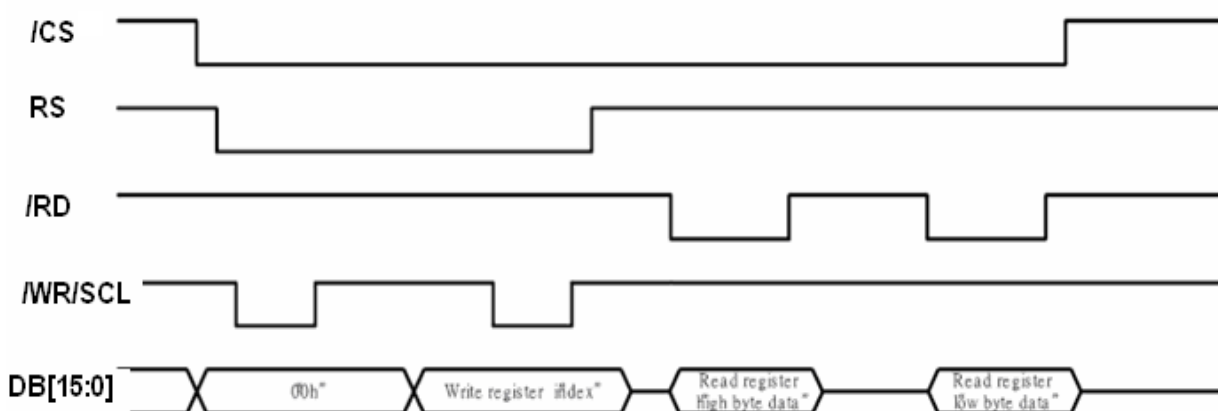 /CS
RS
/RD
/WR/SCL
DB[15:0]
"00h"
Write register "index"
Read register
"high byte data"
Read register
"low byte data"